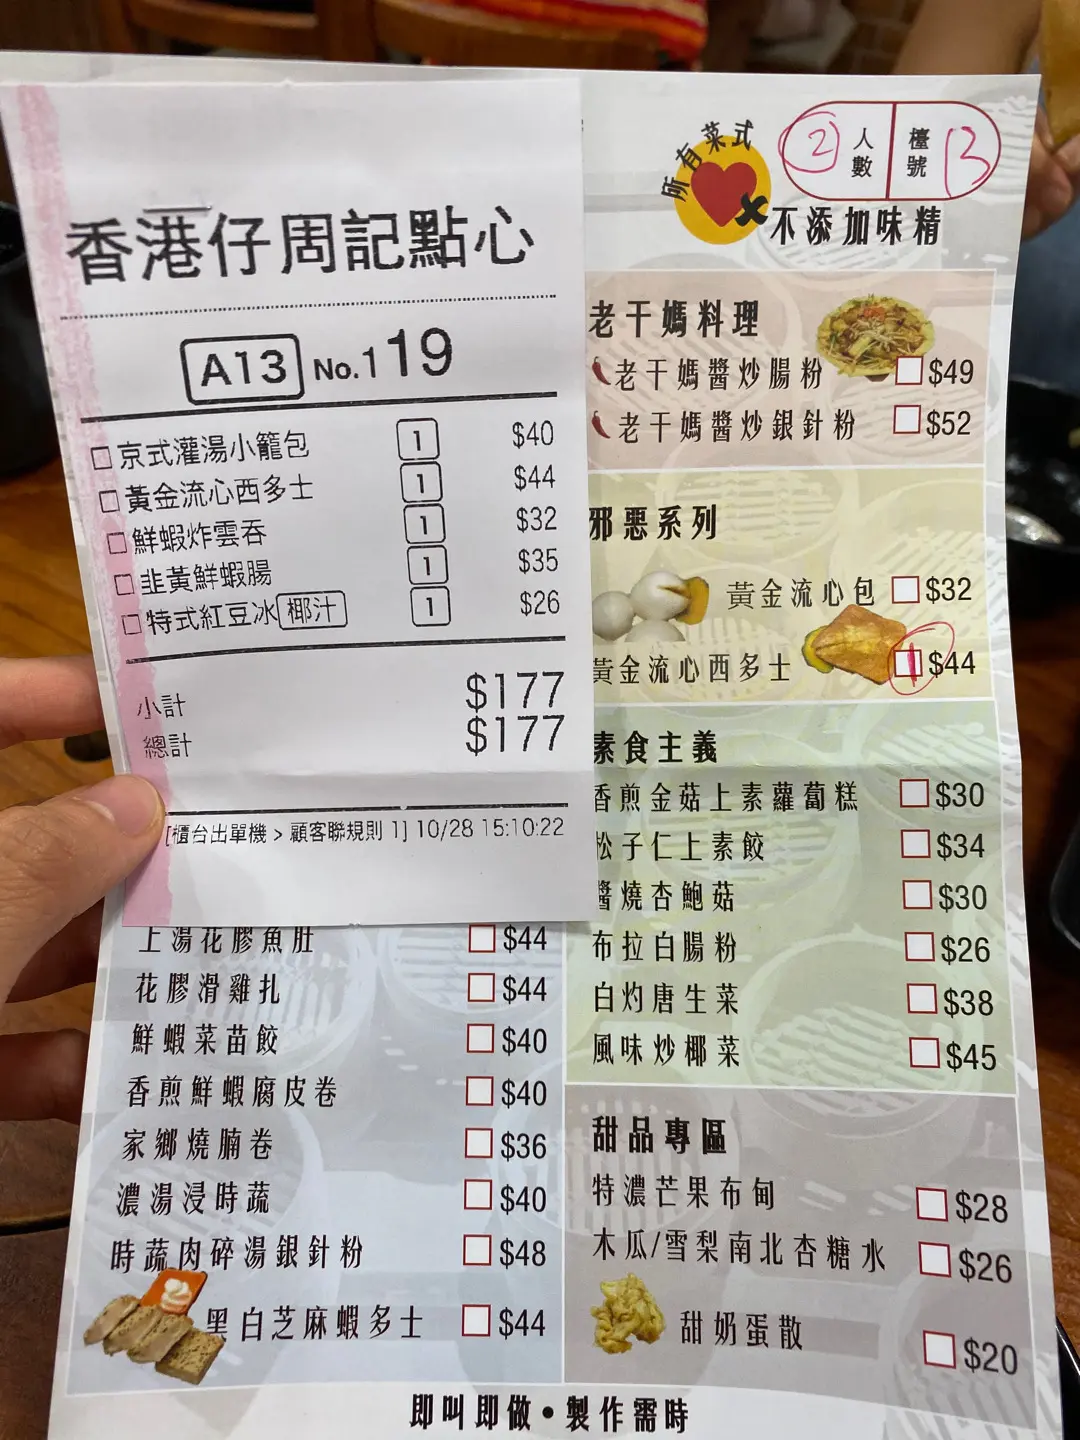 香港仔周記點心
A13 No.119
□京式灌湯小籠包 1 $40
□黃金流心西多士 1 $44
□鮮蝦炸雲吞 1 $32
□韭黃鮮蝦腸 1 $35
□特式紅豆冰 椰汁 1 $26
小計 $177
總計 $177
[櫃台出單機 > 顧客聯規則 1] 10/28 15:10:22
上湯花膠魚肚 $44
花膠滑雞扎 $44
鮮蝦菜苗餃 $40
香煎鮮蝦腐皮卷 $40
家鄉燒腩卷 $36
濃湯浸時蔬 $40
時蔬肉碎湯銀針粉 $48
黑白芝麻蝦多士 $44
所有菜式
不添加味精
2 人數 檯號 13
老干媽料理
老干媽醬炒腸粉 $49
老干媽醬炒銀針粉 $52
邪惡系列
黃金流心包 $32
黃金流心西多士 $44
素食主義
香煎金菇上素蘿蔔糕 $30
松子仁上素餃 $34
醬燒杏鮑菇 $30
布拉白腸粉 $26
白灼唐生菜 $38
風味炒椰菜 $45
甜品專區
特濃芒果布甸 $28
木瓜/雪梨南北杏糖水 $26
甜奶蛋散 $20
即叫即做•製作需時